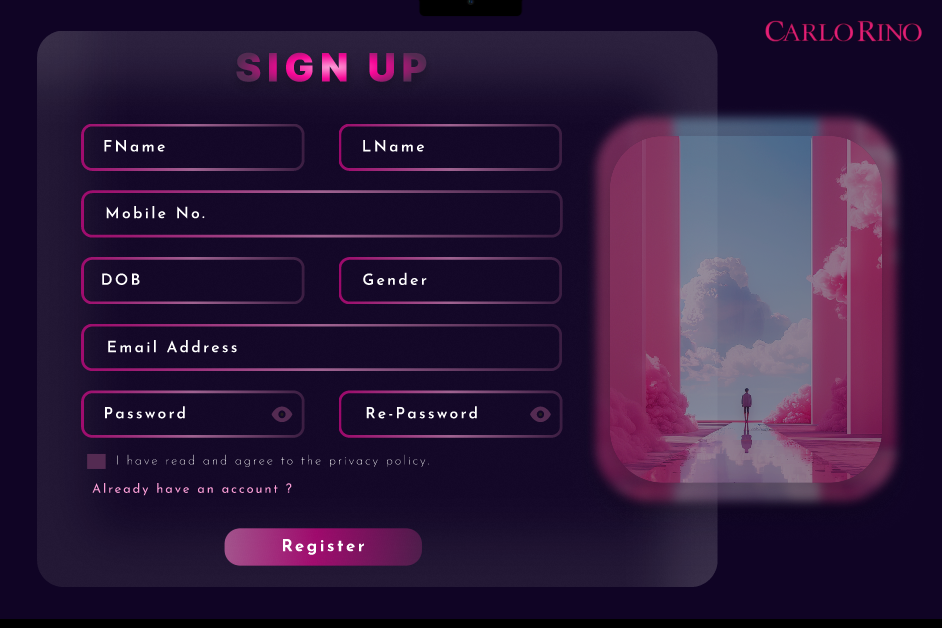 CARLO RINO
SIGN UP
FName
LName
Mobile No.
DOB
Gender
Email Address
Password
Re-Password
I have read and agree to the privacy policy.
Already have an account ?
Register